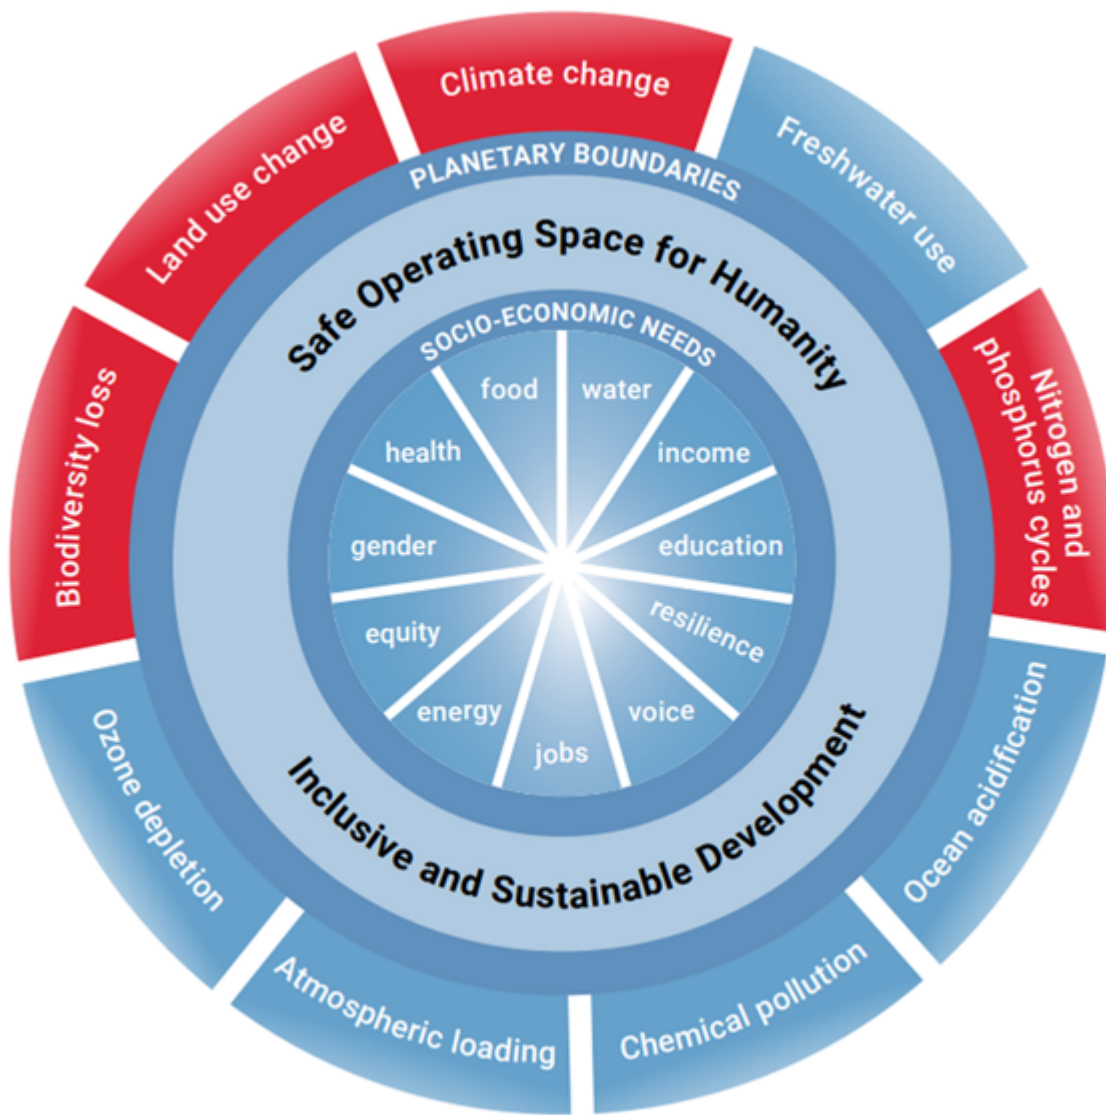 Climate change
Freshwater use
Nitrogen and
phosphorus cycles
Ocean acidification
Chemical pollution
Atmospheric loading
Ozone depletion
Biodiversity loss
Land use change
PLANETARY BOUNDARIES
Safe Operating Space for Humanity
Inclusive and Sustainable Development
SOCIO-ECONOMIC NEEDS
water
income
education
resilience
voice
jobs
energy
equity
gender
health
food